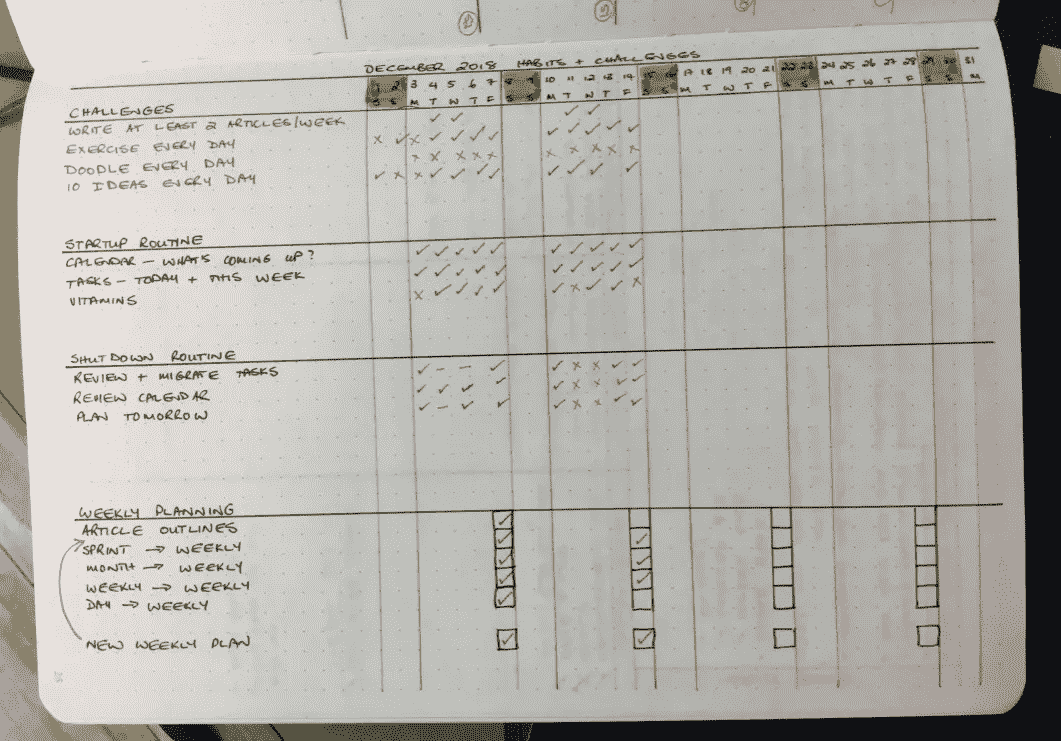 DECEMBER 2018 HABITS + CHALLENGES
1 2 3 4 5 6 7 8 9 10 11 12 13 14 15 16 17 18 19 20 21 22 23 24 25 26 27 28 29 30 31
S S M T W T F S S M T W T F S S M T W T F S S M T W T F S S M
CHALLENGES
WRITE AT LEAST 2 ARTICLES/WEEK ✓ ✓ ✓ ✓
EXERCISE EVERY DAY x ✓ x ✓ ✓ ✓ ✓ ✓ ✓ ✓ ✓ ✓
DOODLE EVERY DAY x x x x x x x x x x
10 IDEAS EVERY DAY ✓ x x ✓ ✓ ✓ ✓ ✓ ✓ ✓ ✓
STARTUP ROUTINE
CALENDAR - WHAT'S COMING UP? ✓ ✓ ✓ ✓ ✓ ✓ ✓ ✓ ✓ ✓
TASKS - TODAY + THIS WEEK ✓ ✓ ✓ ✓ ✓ ✓ ✓ ✓ ✓ ✓
VITAMINS x ✓ ✓ ✓ ✓ ✓ x ✓ ✓ x
SHUTDOWN ROUTINE
REVIEW + MIGRATE TASKS ✓ - - ✓ ✓ x x ✓ ✓
REVIEW CALENDAR ✓ ✓ ✓ ✓ ✓ x x ✓ ✓
PLAN TOMORROW ✓ - ✓ ✓ ✓ x x ✓ ✓
WEEKLY PLANNING
ARTICLE OUTLINES ✓
SPRINT → WEEKLY ✓ ✓
MONTH → WEEKLY ✓ ✓
WEEKLY → WEEKLY ✓ ✓
DAY → WEEKLY ✓
NEW WEEKLY PLAN ✓ ✓